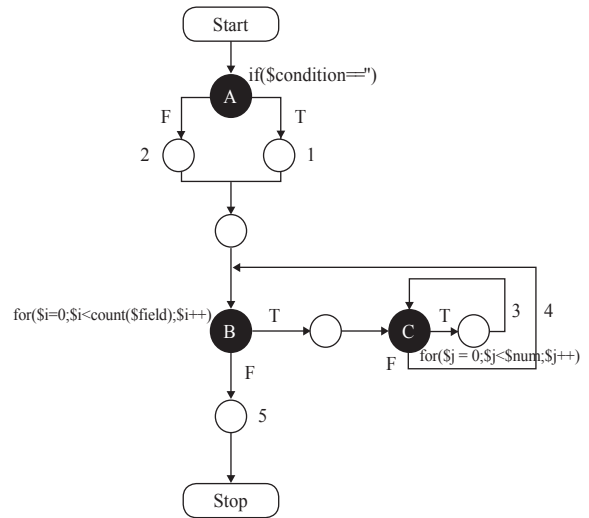 Start
if($condition=='')
A
F
T
2
1
for($i=0;$i<count($field);$i++)
B
T
C
T
3
4
for($j = 0;$j<$num;$j++)
F
F
5
Stop